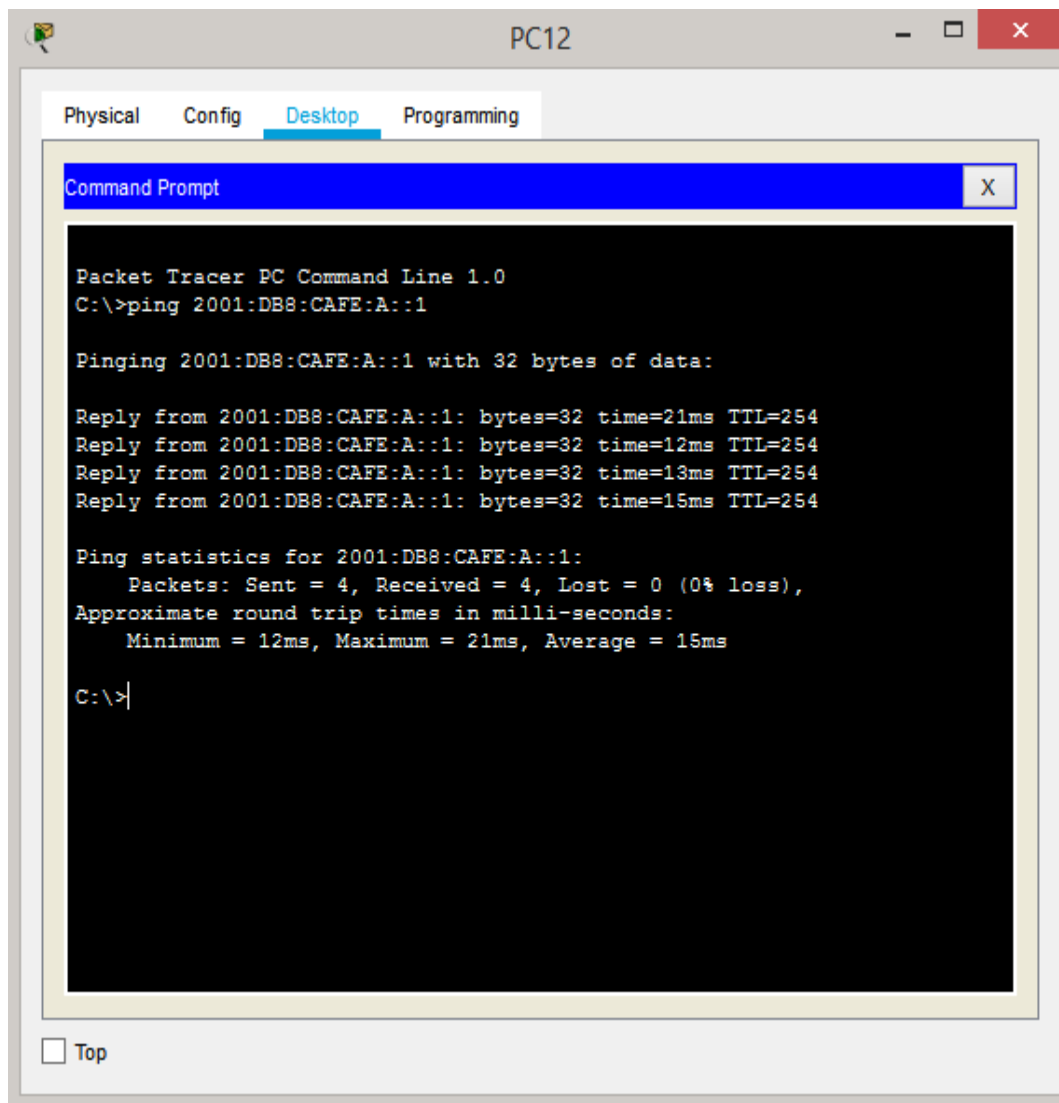 PC12
Physical Config Desktop Programming
Command Prompt X
Packet Tracer PC Command Line 1.0
C:\>ping 2001:DB8:CAFE:A::1
Pinging 2001:DB8:CAFE:A::1 with 32 bytes of data:
Reply from 2001:DB8:CAFE:A::1: bytes=32 time=21ms TTL=254
Reply from 2001:DB8:CAFE:A::1: bytes=32 time=12ms TTL=254
Reply from 2001:DB8:CAFE:A::1: bytes=32 time=13ms TTL=254
Reply from 2001:DB8:CAFE:A::1: bytes=32 time=15ms TTL=254
Ping statistics for 2001:DB8:CAFE:A::1:
Packets: Sent = 4, Received = 4, Lost = 0 (0% loss),
Approximate round trip times in milli-seconds:
Minimum = 12ms, Maximum = 21ms, Average = 15ms
C:\>
Top